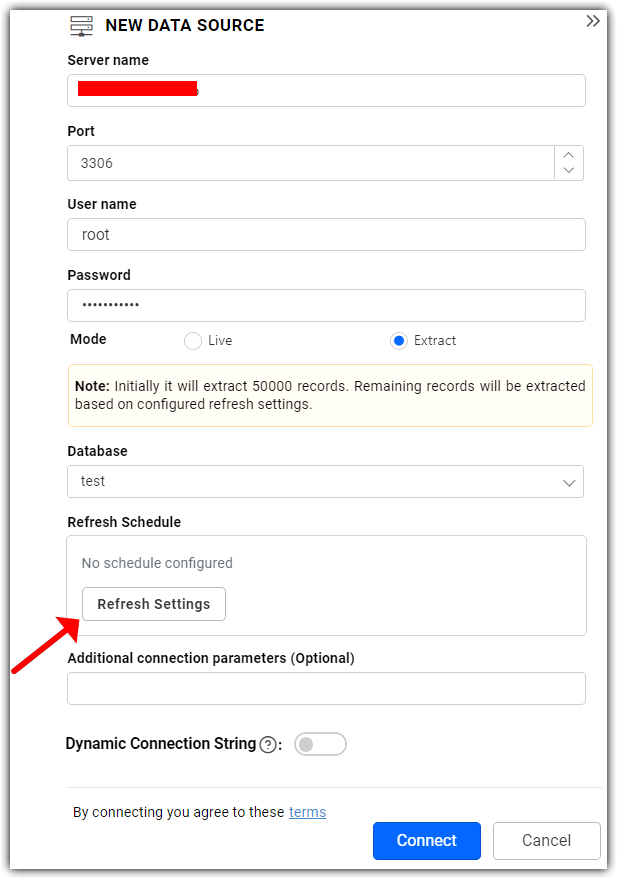 NEW DATA SOURCE
Server name
Port
3306
User name
root
Password
•••••••••••
Mode
Live
Extract
Note: Initially it will extract 50000 records. Remaining records will be extracted
based on configured refresh settings.
Database
test
Refresh Schedule
No schedule configured
Refresh Settings
Additional connection parameters (Optional)
Dynamic Connection String ? :
By connecting you agree to these terms
Connect
Cancel